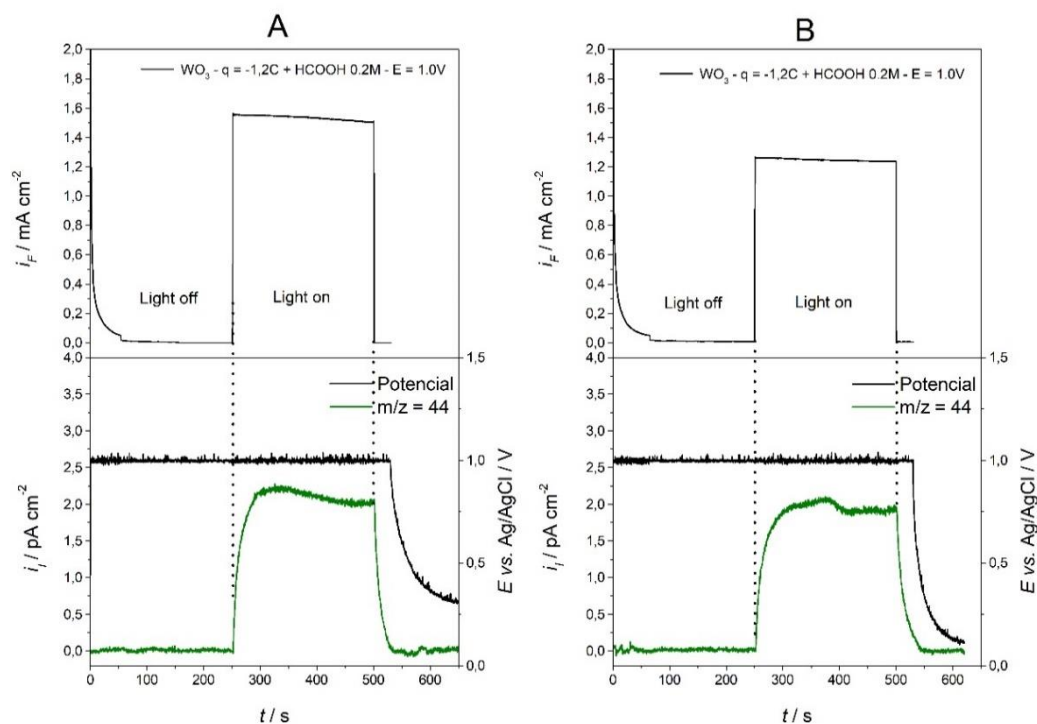 A
2,0
1,8
1,6
1,4
1,2
1,0
0,8
0,6
0,4
0,2
0,0
i_F / mA cm⁻²
WO₃ - q = -1,2C + HCOOH 0.2M - E = 1.0V
Light off
Light on
4,0
3,5
3,0
2,5
2,0
1,5
1,0
0,5
0,0
i_I / pA cm⁻²
Potencial
m/z = 44
1,5
1,0
0,5
0,0
E vs. Ag/AgCl / V
0 100 200 300 400 500 600
t / s
B
2,0
1,8
1,6
1,4
1,2
1,0
0,8
0,6
0,4
0,2
0,0
i_F / mA cm⁻²
WO₃ - q = -1,2C + HCOOH 0.2M - E = 1.0V
Light off
Light on
4,0
3,5
3,0
2,5
2,0
1,5
1,0
0,5
0,0
i_I / pA cm⁻²
Potencial
m/z = 44
1,5
1,0
0,5
0,0
E vs. Ag/AgCl / V
0 100 200 300 400 500 600
t / s